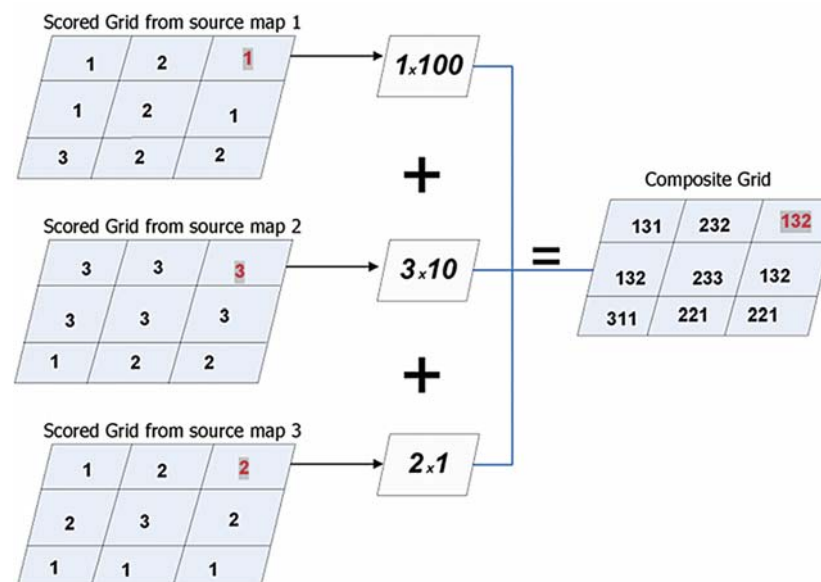 Scored Grid from source map 1
1 2 1
1 2 1
3 2 2
1x100
+
Scored Grid from source map 2
3 3 3
3 3 3
1 2 2
3x10
+
Scored Grid from source map 3
1 2 2
2 3 2
1 1 1
2x1
=
Composite Grid
131 232 132
132 233 132
311 221 221